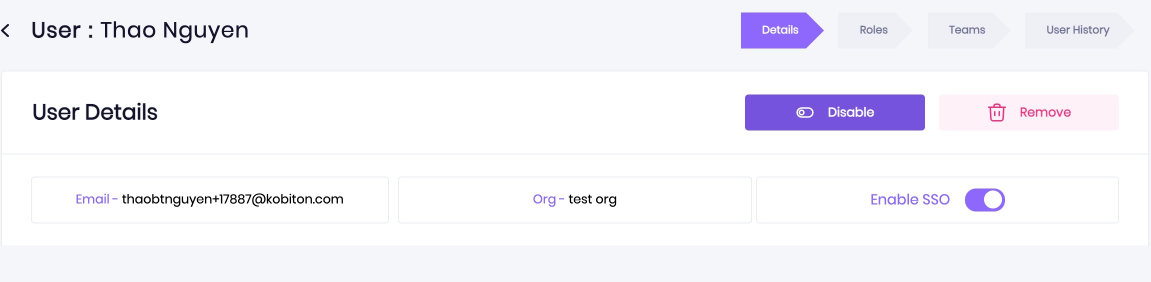 User : Thao Nguyen
Details
Roles
Teams
User History
User Details
Disable
Remove
Email - thaobtnguyen+17887@kobiton.com
Org - test org
Enable SSO